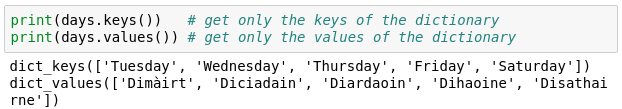 print(days.keys())   # get only the keys of the dictionary
print(days.values()) # get only the values of the dictionary
dict_keys(['Tuesday', 'Wednesday', 'Thursday', 'Friday', 'Saturday'])
dict_values(['Dimàirt', 'Diciadain', 'Diardaoin', 'Dihaoine', 'Disathai
rne'])